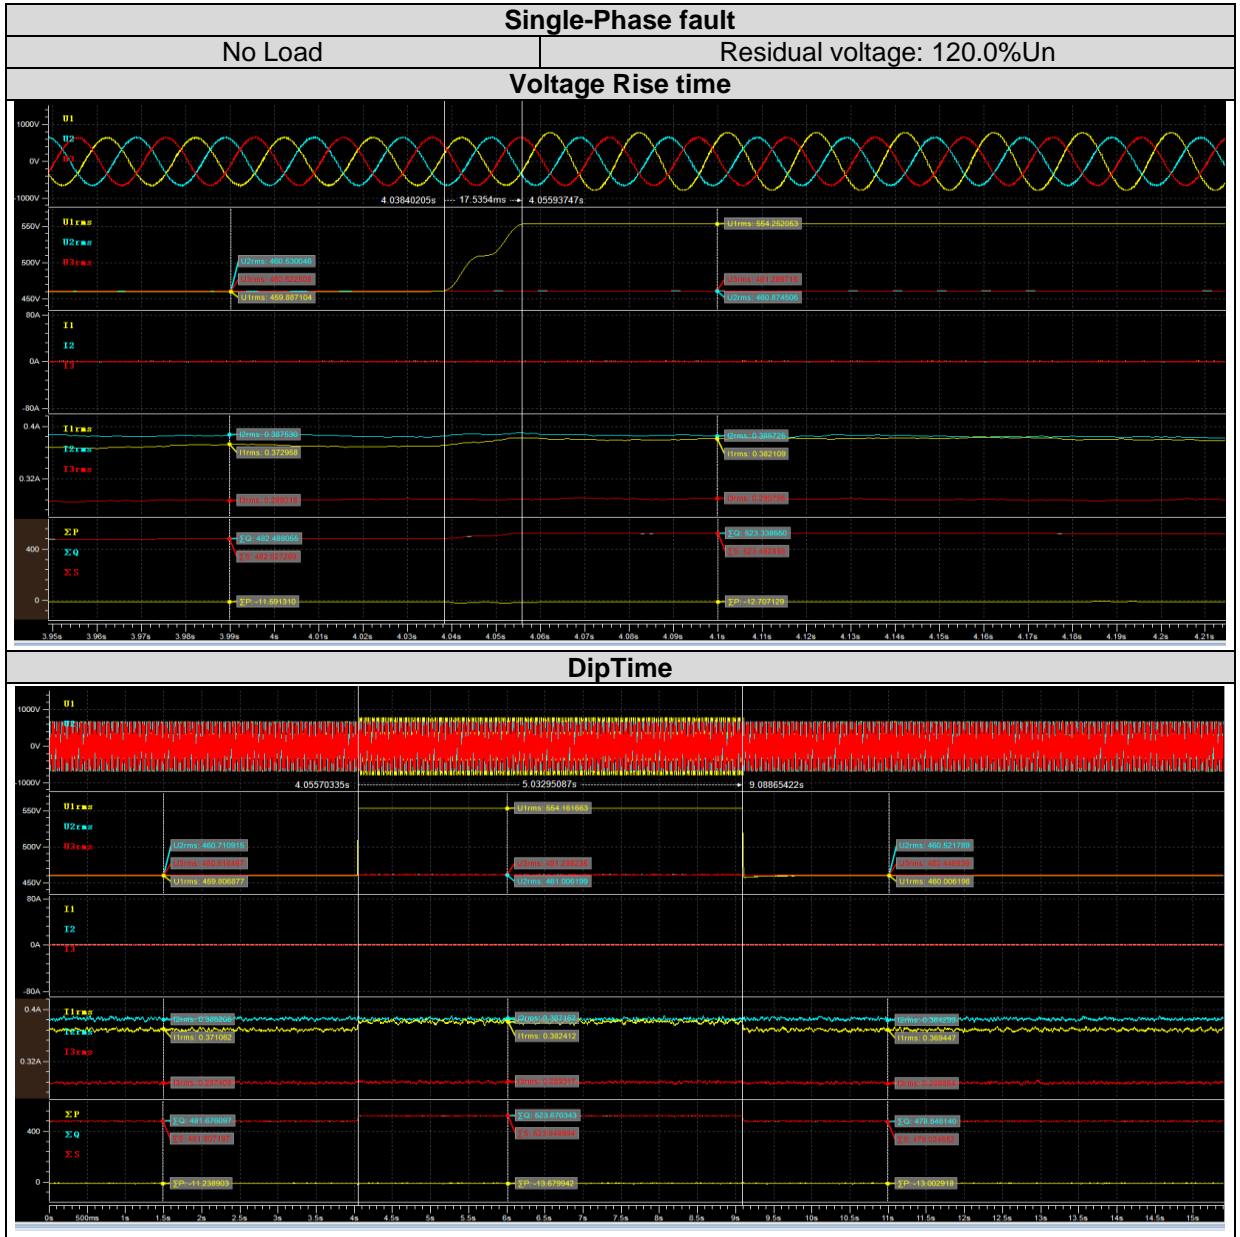 Single-Phase fault
No Load Residual voltage: 120.0%Un
Voltage Rise time
U1
1000V
U2
0V
U3
-1000V
4.03840205s 17.5354ms 4.05593747s
U1rms
550V
U1rms: 554.252063
U2rms
500V
U3rms
U2rms: 460.530046
450V
U1rms: 459.887104
U2rms: 460.874506
80A
I1
I2
0A
I3
-80A
0.4A
I1rms
I2rms: 0.387530
I2rms: 0.385725
I2rms
I1rms: 0.372958
I1rms: 0.382109
I3rms
0.32A
ΣP
ΣQ: 482.488055
ΣQ: 523.338550
400
ΣQ
ΣS
0
ΣP: -11.591310
ΣP: -12.707129
3.95s 3.96s 3.97s 3.98s 3.99s 4s 4.01s 4.02s 4.03s 4.04s 4.05s 4.06s 4.07s 4.08s 4.09s 4.1s 4.11s 4.12s 4.13s 4.14s 4.15s 4.16s 4.17s 4.18s 4.19s 4.2s 4.21s
DipTime
U1
1000V
U2
0V
-1000V
4.05570335s 5.03295087s 9.08865422s
U1rms
550V
U1rms: 554.161663
U2rms
500V
U3rms
U2rms: 460.710915
U2rms: 460.521789
450V
U1rms: 459.806877
U2rms: 461.006199
U1rms: 460.006198
80A
I1
I2
0A
I3
-80A
0.4A
I1rms
I2rms
I1rms: 0.371062
I1rms: 0.382412
I1rms: 0.369447
I3rms
0.32A
ΣP
ΣQ: 481.676097
ΣQ: 523.670343
ΣQ: 478.848140
400
ΣQ
ΣS
0
ΣP: -11.238903
ΣP: -13.679942
ΣP: -13.002918
0s 500ms 1s 1.5s 2s 2.5s 3s 3.5s 4s 4.5s 5s 5.5s 6s 6.5s 7s 7.5s 8s 8.5s 9s 9.5s 10s 10.5s 11s 11.5s 12s 12.5s 13s 13.5s 14s 14.5s 15s